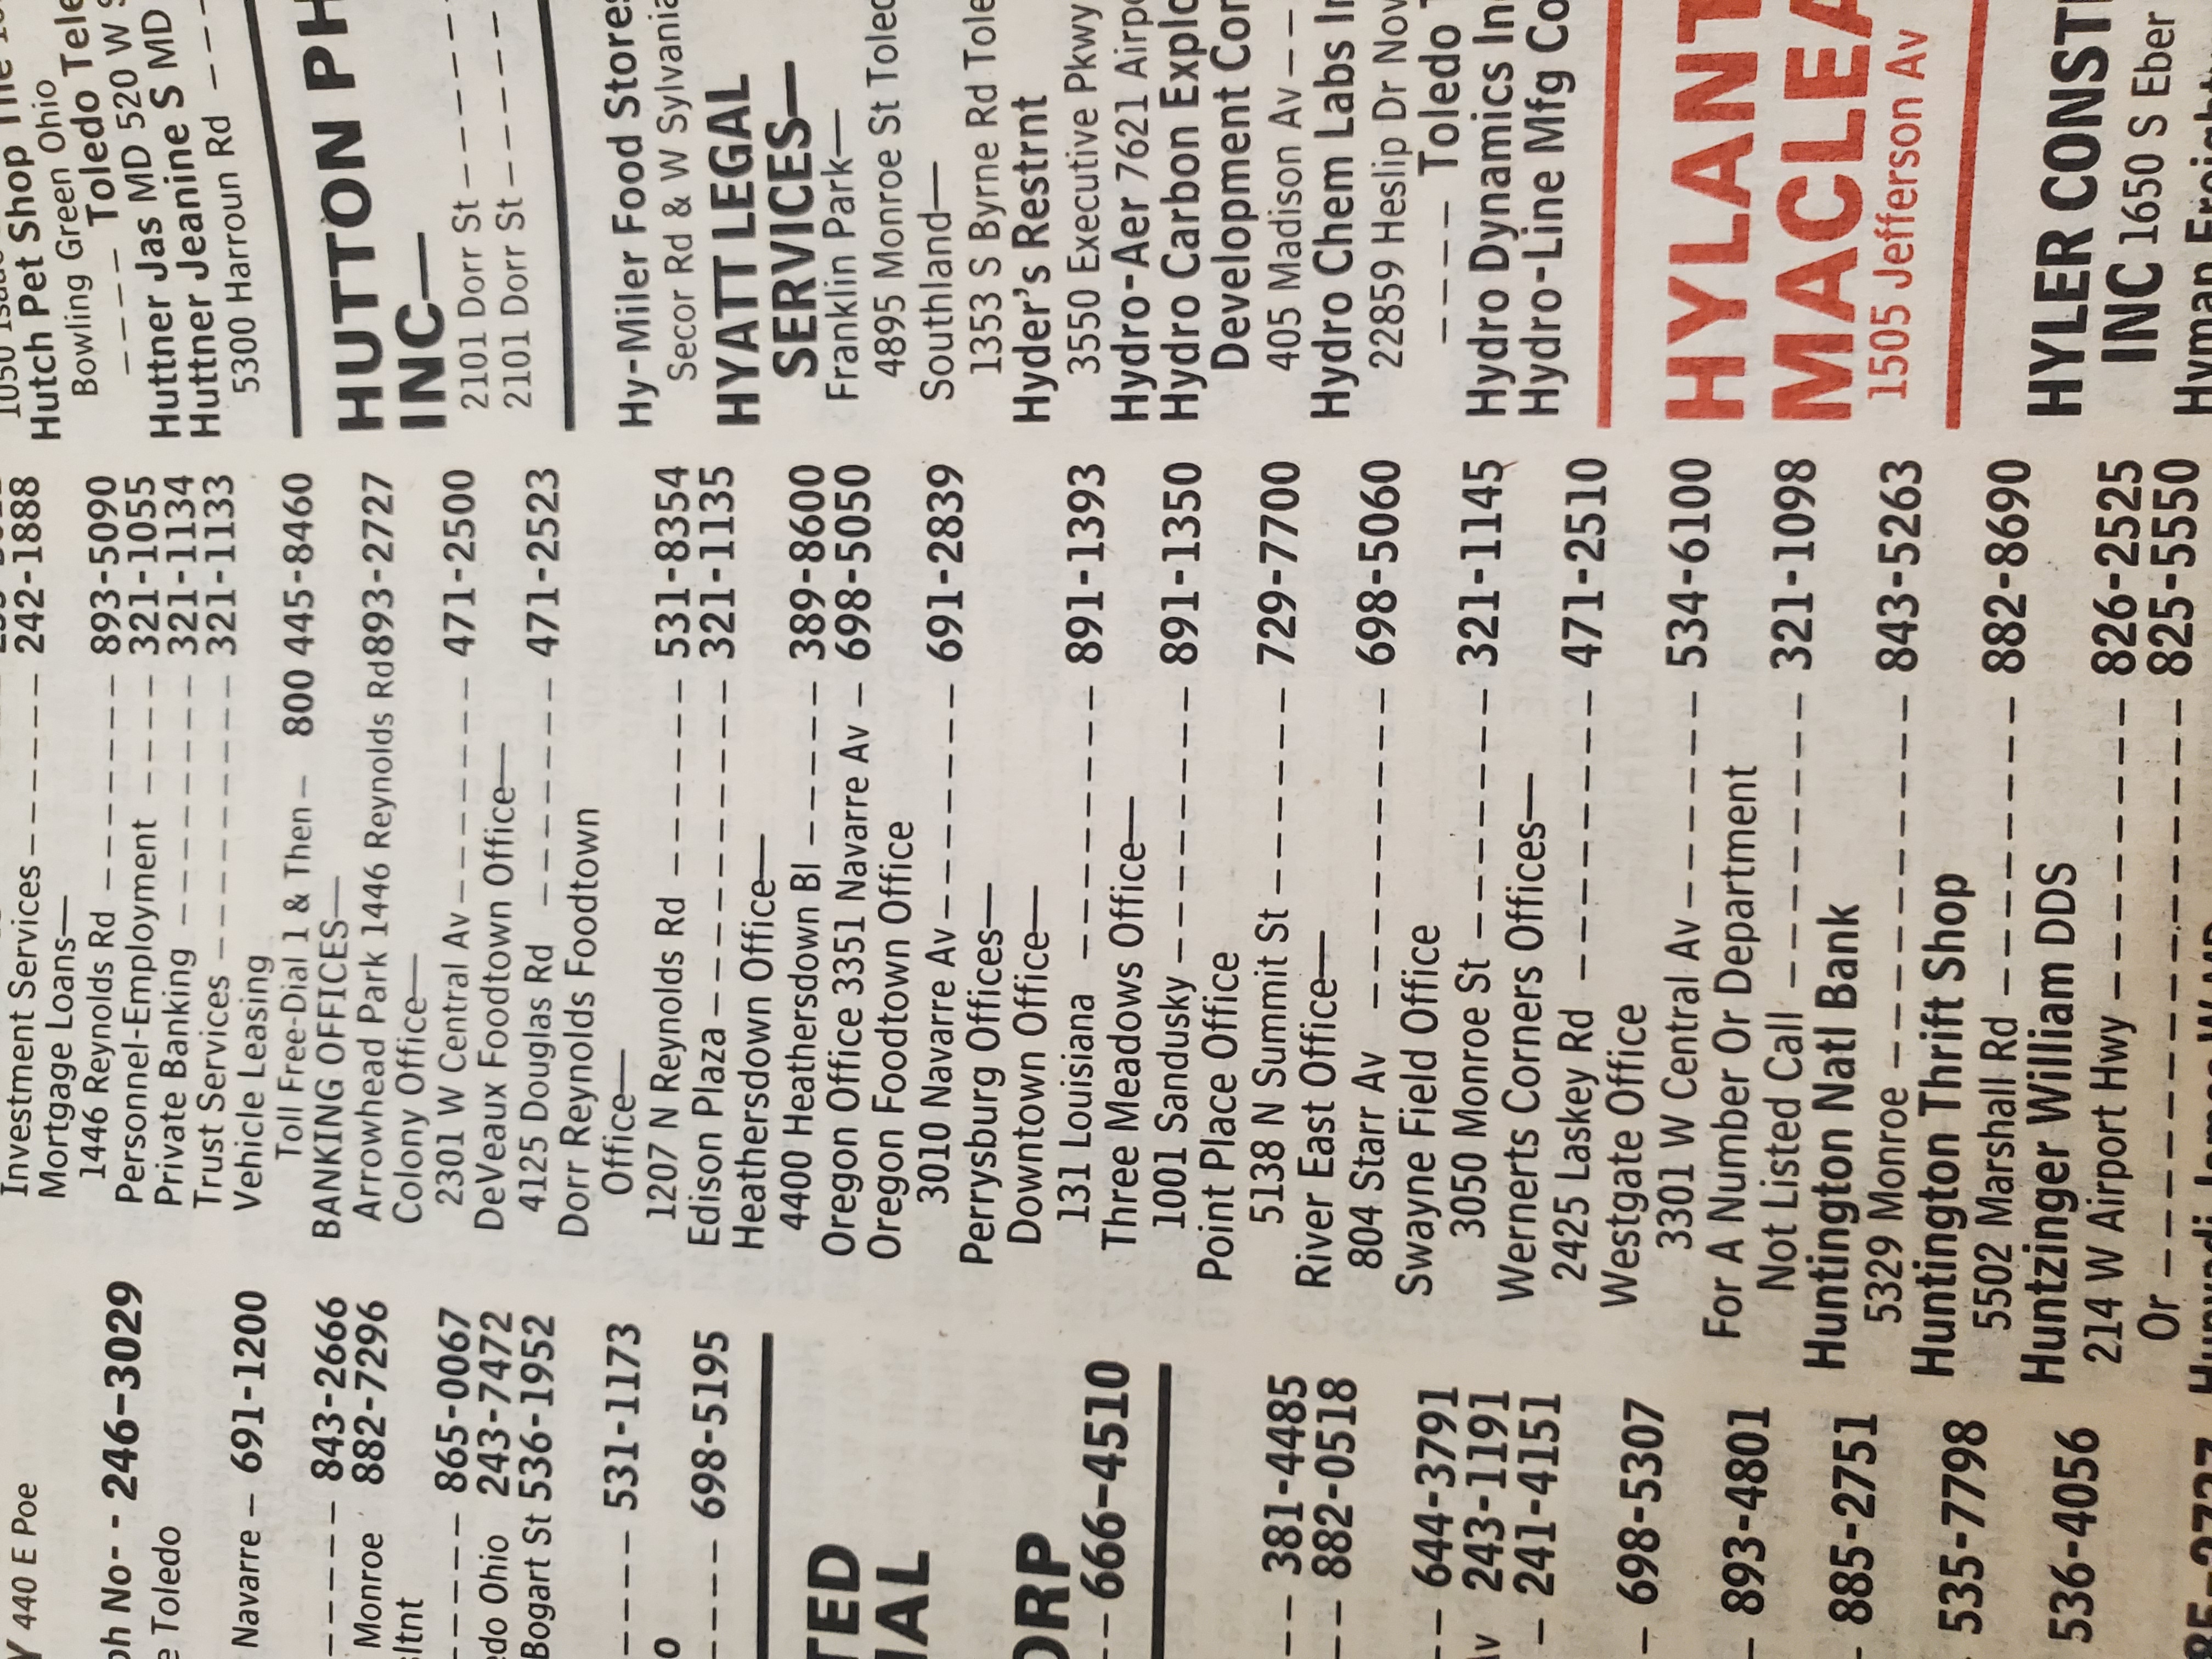 Y 440 E Poe
ph No- - 246-3029
e Toledo
Navarre - 691-1200
----- 843-2666
Monroe 882-7296
ltnt
---- 865-0067
edo Ohio 243-7472
Bogart St 536-1952
----- 531-1173
o
---- 698-5195
TED
IAL
ORP
-- 666-4510
-- 381-4485
--- 882-0518
-- 644-3791
Av 243-1191
- 241-4151
- 698-5307
- 893-4801
- 885-2751
535-7798
536-4056
Investment Services ------ 242-1888
Mortgage Loans—
1446 Reynolds Rd -------- 893-5090
Personnel-Employment ---- 321-1055
Private Banking --------- 321-1134
Trust Services ---------- 321-1133
Vehicle Leasing
Toll Free-Dial 1 & Then - 800 445-8460
BANKING OFFICES—
Arrowhead Park 1446 Reynolds Rd 893-2727
Colony Office—
2301 W Central Av -------- 471-2500
DeVeaux Foodtown Office—
4125 Douglas Rd -------- 471-2523
Dorr Reynolds Foodtown
Office—
1207 N Reynolds Rd ------ 531-8354
Edison Plaza ----------- 321-1135
Heathersdown Office—
4400 Heathersdown Bl ----- 389-8600
Oregon Office 3351 Navarre Av - 698-5050
Oregon Foodtown Office
3010 Navarre Av -------- 691-2839
Perrysburg Offices—
Downtown Office—
131 Louisiana --------- 891-1393
Three Meadows Office—
1001 Sandusky --------- 891-1350
Point Place Office
5138 N Summit St ------ 729-7700
River East Office—
804 Starr Av ---------- 698-5060
Swayne Field Office
3050 Monroe St -------- 321-1145
Wernerts Corners Offices—
2425 Laskey Rd -------- 471-2510
Westgate Office
3301 W Central Av ------ 534-6100
For A Number Or Department
Not Listed Call -------- 321-1098
Huntington Natl Bank
5329 Monroe ----------- 843-5263
Huntington Thrift Shop
5502 Marshall Rd -------- 882-8690
Huntzinger William DDS
214 W Airport Hwy -------- 826-2525
Or ---------------- 825-5550
Hutch Pet Shop The
Bowling Green Ohio
---- Toledo Tele
Huttner Jas MD 520 W
Huttner Jeanine S MD
5300 Harroun Rd ---
HUTTON PH
INC—
2101 Dorr St -----
2101 Dorr St ----
Hy-Miller Food Stores
Secor Rd & W Sylvania
HYATT LEGAL
SERVICES—
Franklin Park—
4895 Monroe St Toled
Southland—
1353 S Byrne Rd Tole
Hyder's Restrnt
3550 Executive Pkwy
Hydro-Aer 7621 Airpo
Hydro Carbon Explo
Development Cor
405 Madison Av --
Hydro Chem Labs In
22859 Heslip Dr Nov
---- Toledo T
Hydro Dynamics Inc
Hydro-Line Mfg Co
HYLANT
MACLEA
1505 Jefferson Av
HYLER CONST
INC 1650 S Eber
Hyman Freight